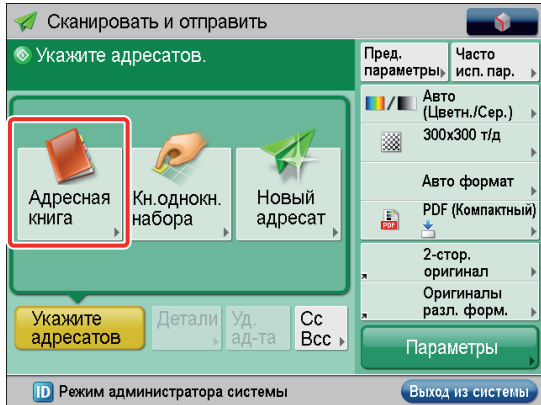 Сканировать и отправить
Укажите адресатов.
Пред.
параметры
Часто
исп. пар.
Авто
(Цветн./Сер.)
300x300 т/д
Авто формат
PDF
PDF (Компактный)
2-стор.
оригинал
Оригиналы
разл. форм.
Параметры
Адресная
книга
Кн.однокн.
набора
Новый
адресат
Укажите
адресатов
Детали
Уд.
ад-та
Cc
Bcc
ID Режим администратора системы
Выход из системы